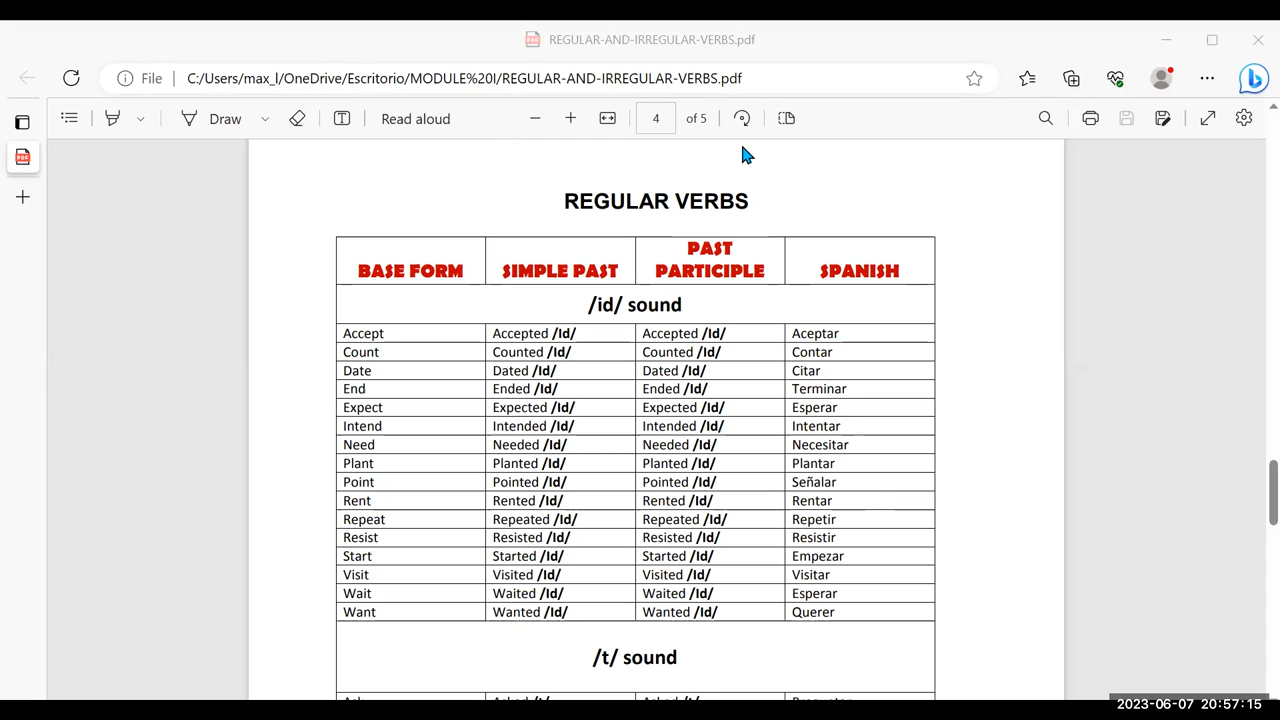 REGULAR-AND-IRREGULAR-VERBS.pdf
File C:/Users/max_l/OneDrive/Escritorio/MODULE%20I/REGULAR-AND-IRREGULAR-VERBS.pdf
Draw Read aloud 4 of 5
REGULAR VERBS
BASE FORM SIMPLE PAST PAST PARTICIPLE SPANISH
/id/ sound
Accept Accepted /Id/ Accepted /Id/ Aceptar
Count Counted /Id/ Counted /Id/ Contar
Date Dated /Id/ Dated /Id/ Citar
End Ended /Id/ Ended /Id/ Terminar
Expect Expected /Id/ Expected /Id/ Esperar
Intend Intended /Id/ Intended /Id/ Intentar
Need Needed /Id/ Needed /Id/ Necesitar
Plant Planted /Id/ Planted /Id/ Plantar
Point Pointed /Id/ Pointed /Id/ Señalar
Rent Rented /Id/ Rented /Id/ Rentar
Repeat Repeated /Id/ Repeated /Id/ Repetir
Resist Resisted /Id/ Resisted /Id/ Resistir
Start Started /Id/ Started /Id/ Empezar
Visit Visited /Id/ Visited /Id/ Visitar
Wait Waited /Id/ Waited /Id/ Esperar
Want Wanted /Id/ Wanted /Id/ Querer
/t/ sound
2023-06-07 20:57:15